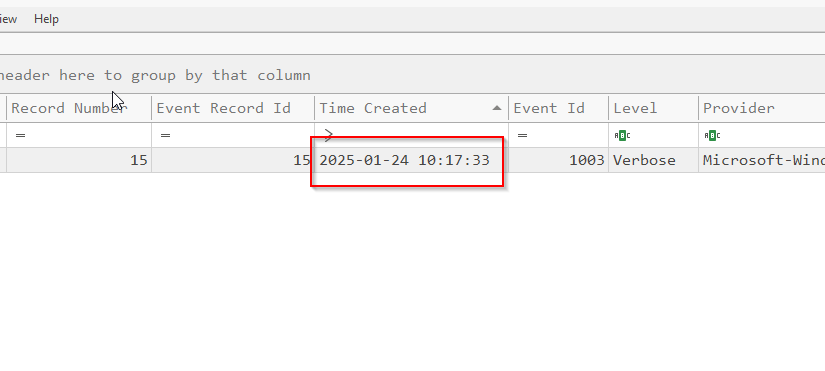 iew Help
header here to group by that column
Record Number Event Record Id Time Created Event Id Level Provider
= = > = ABC ABC
15 15 2025-01-24 10:17:33 1003 Verbose Microsoft-Wind